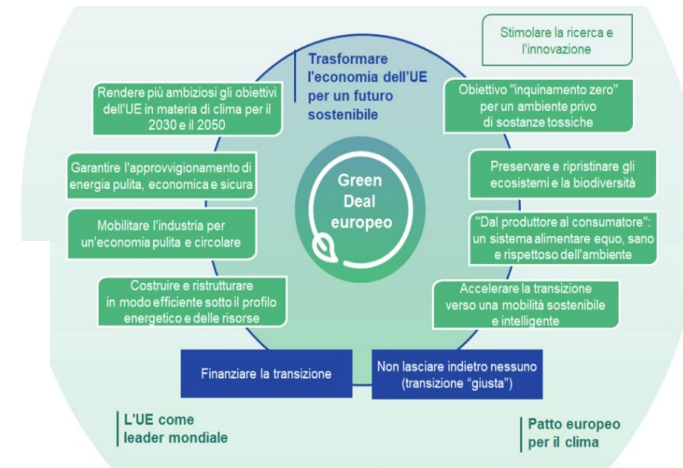 Stimolare la ricerca e
l'innovazione
Trasformare
l'economia dell'UE
per un futuro
sostenibile
Rendere più ambiziosi gli obiettivi
dell'UE in materia di clima per il
2030 e il 2050
Obiettivo "inquinamento zero"
per un ambiente privo
di sostanze tossiche
Garantire l'approvvigionamento di
energia pulita, economica e sicura
Green
Deal
europeo
Preservare e ripristinare gli
ecosistemi e la biodiversità
Mobilitare l'industria per
un'economia pulita e circolare
"Dal produttore al consumatore":
un sistema alimentare equo, sano
e rispettoso dell'ambiente
Costruire e ristrutturare
in modo efficiente sotto il profilo
energetico e delle risorse
Accelerare la transizione
verso una mobilità sostenibile
e intelligente
Finanziare la transizione
Non lasciare indietro nessuno
(transizione "giusta")
L'UE come
leader mondiale
Patto europeo
per il clima